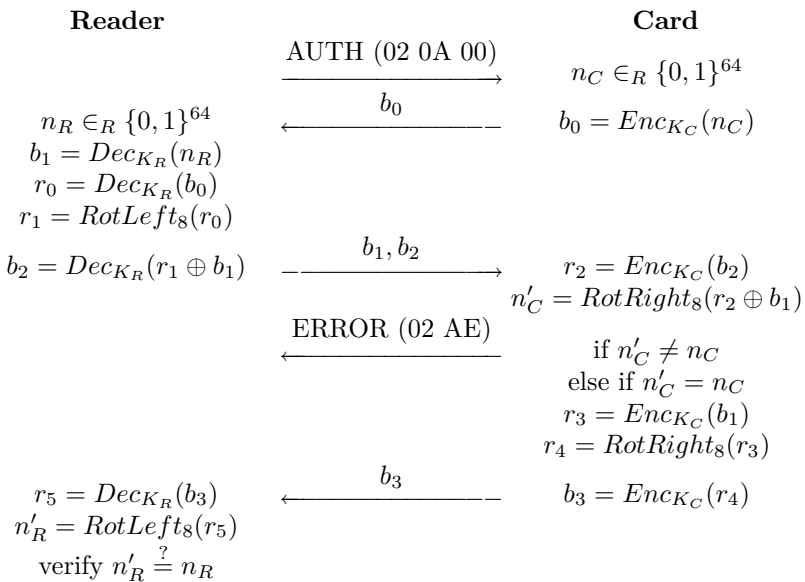 Reader Card
AUTH (02 0A 00)
n_C ∈_R {0, 1}^64
b_0
n_R ∈_R {0, 1}^64
b_0 = Enc_{K_C}(n_C)
b_1 = Dec_{K_R}(n_R)
r_0 = Dec_{K_R}(b_0)
r_1 = RotLeft_8(r_0)
b_1, b_2
b_2 = Dec_{K_R}(r_1 ⊕ b_1)
r_2 = Enc_{K_C}(b_2)
n′_C = RotRight_8(r_2 ⊕ b_1)
ERROR (02 AE)
if n′_C ≠ n_C
else if n′_C = n_C
r_3 = Enc_{K_C}(b_1)
r_4 = RotRight_8(r_3)
b_3
r_5 = Dec_{K_R}(b_3)
b_3 = Enc_{K_C}(r_4)
n′_R = RotLeft_8(r_5)
verify n′_R ≟ n_R